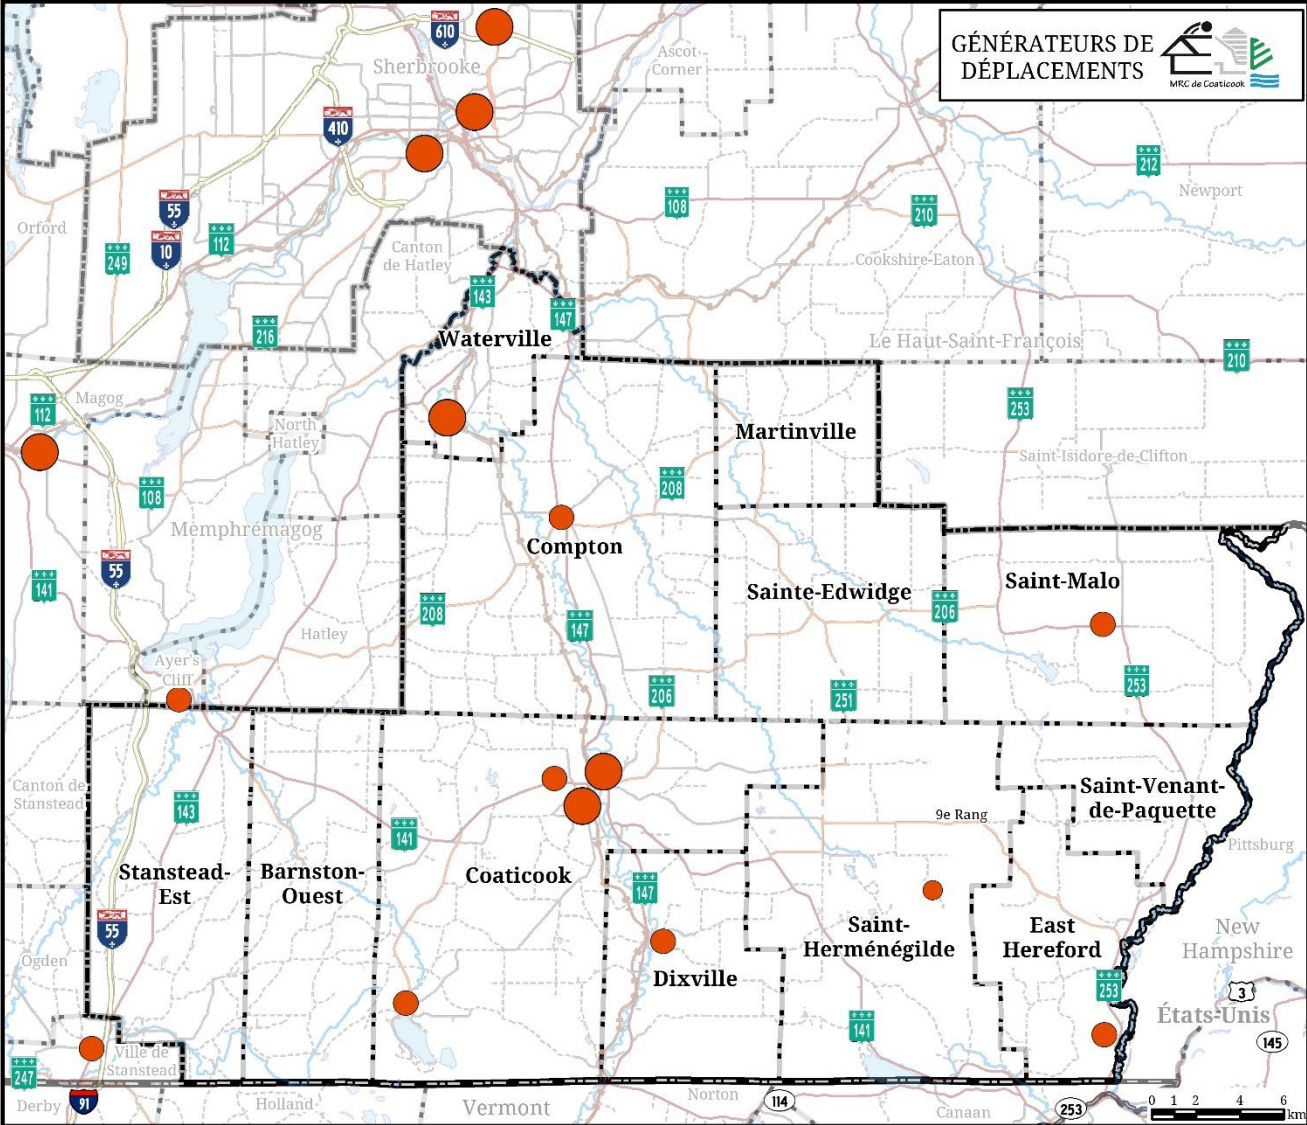 GÉNÉRATEURS DE
DÉPLACEMENTS
MRC de Coaticook
610
Sherbrooke
Ascot
Corner
410
212
Newport
55
108
210
Orford
112
10
249
Canton
de Hatley
Cookshire-Eaton
143
147
216
Waterville
Le Haut-Saint-François
210
Magog
112
253
North
Hatley
Martinville
Saint-Isidore-de-Clifton
108
208
Memphrémagog
Compton
55
141
Saint-Malo
Sainte-Edwidge
208
206
147
Hatley
Ayer's
Cliff
206
251
253
Canton de
Stanstead
143
Saint-Venant-
de-Paquette
9e Rang
141
Pittsburg
Stanstead-
Est
Barnston-
Ouest
Coaticook
147
55
Saint-
Herménégilde
East
Hereford
New
Hampshire
Ogden
Dixville
253
3
États-Unis
141
145
Ville de
Stanstead
247
Derby
91
Holland
Vermont
Norton
114
Canaan
253
0 1 2 4 6
km